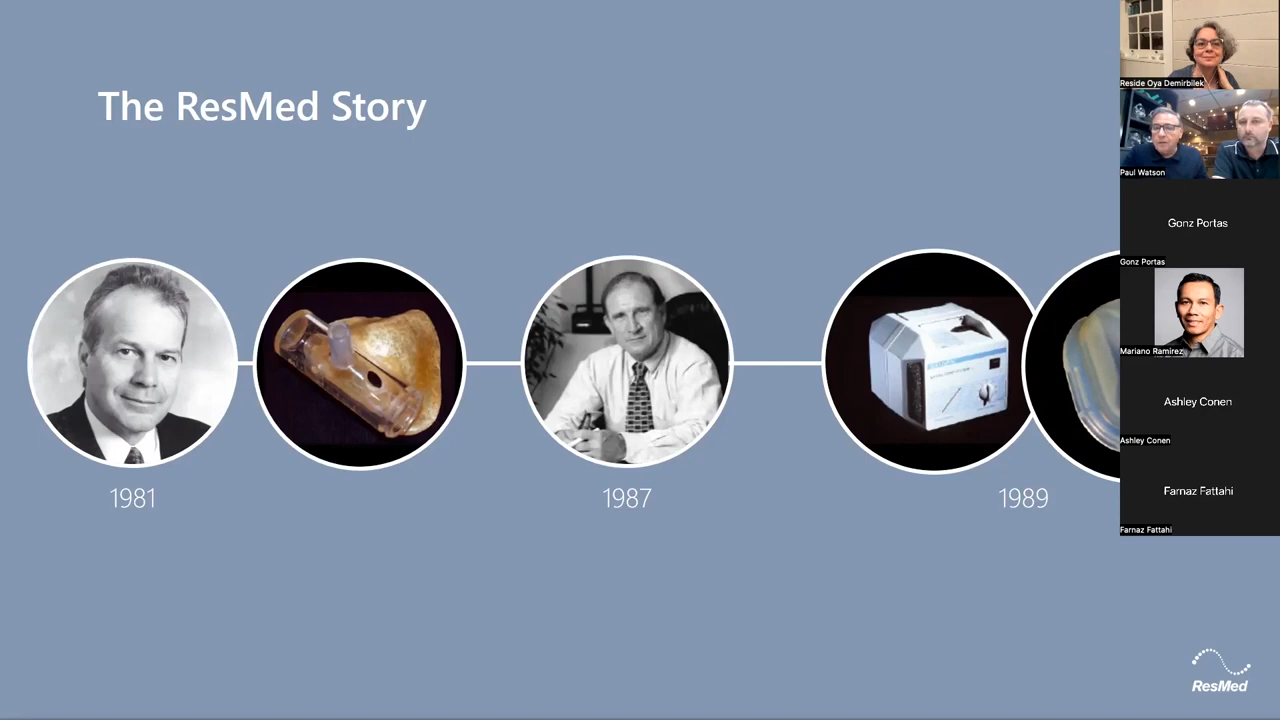 The ResMed Story
1981
1987
1989
ResMed
Reside Oya Demirbilek
Paul Watson
Gonz Portas
Gonz Portas
Mariano Ramirez
Ashley Conen
Ashley Conen
Farnaz Fattahi
Farnaz Fattahi